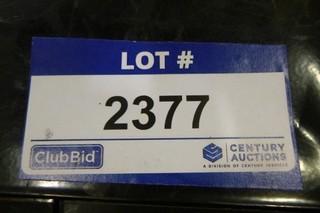 LOT #
2377
ClubBid
CENTURY
AUCTIONS
A DIVISION OF CENTURY SERVICES